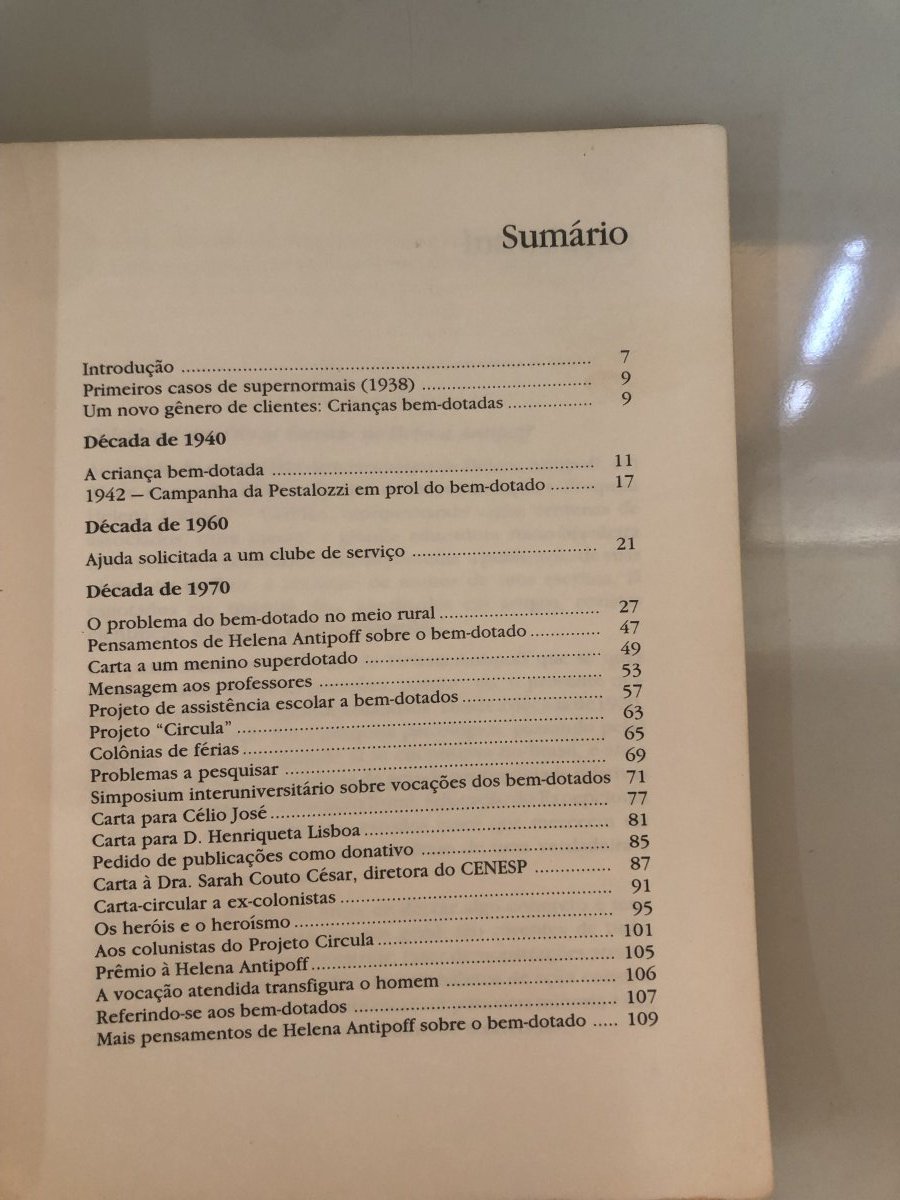 Sumário
Introdução ........ 7
Primeiros casos de supernormais (1938) ........ 9
Um novo gênero de clientes: Crianças bem-dotadas ........ 9
Década de 1940
A criança bem-dotada ........ 11
1942 — Campanha da Pestalozzi em prol do bem-dotado ........ 17
Década de 1960
Ajuda solicitada a um clube de serviço ........ 21
Década de 1970
O problema do bem-dotado no meio rural ........ 27
Pensamentos de Helena Antipoff sobre o bem-dotado ........ 47
Carta a um menino superdotado ........ 49
Mensagem aos professores ........ 53
Projeto de assistência escolar a bem-dotados ........ 57
Projeto “Circula” ........ 63
Colônias de férias ........ 65
Problemas a pesquisar ........ 69
Simposium interuniversitário sobre vocações dos bem-dotados 71
Carta para Célio José ........ 77
Carta para D. Henriqueta Lisboa ........ 81
Pedido de publicações como donativo ........ 85
Carta à Dra. Sarah Couto César, diretora do CENESP ........ 87
Carta-circular a ex-colonistas ........ 91
Os heróis e o heroísmo ........ 95
Aos colunistas do Projeto Circula ........ 101
Prêmio à Helena Antipoff ........ 105
A vocação atendida transfigura o homem ........ 106
Referindo-se aos bem-dotados ........ 107
Mais pensamentos de Helena Antipoff sobre o bem-dotado ..... 109